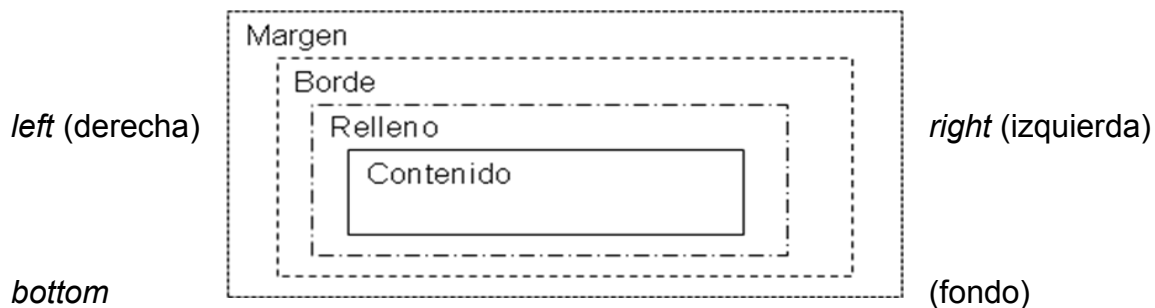 Margen
Borde
left (derecha)
Relleno
right (izquierda)
Contenido
bottom
(fondo)